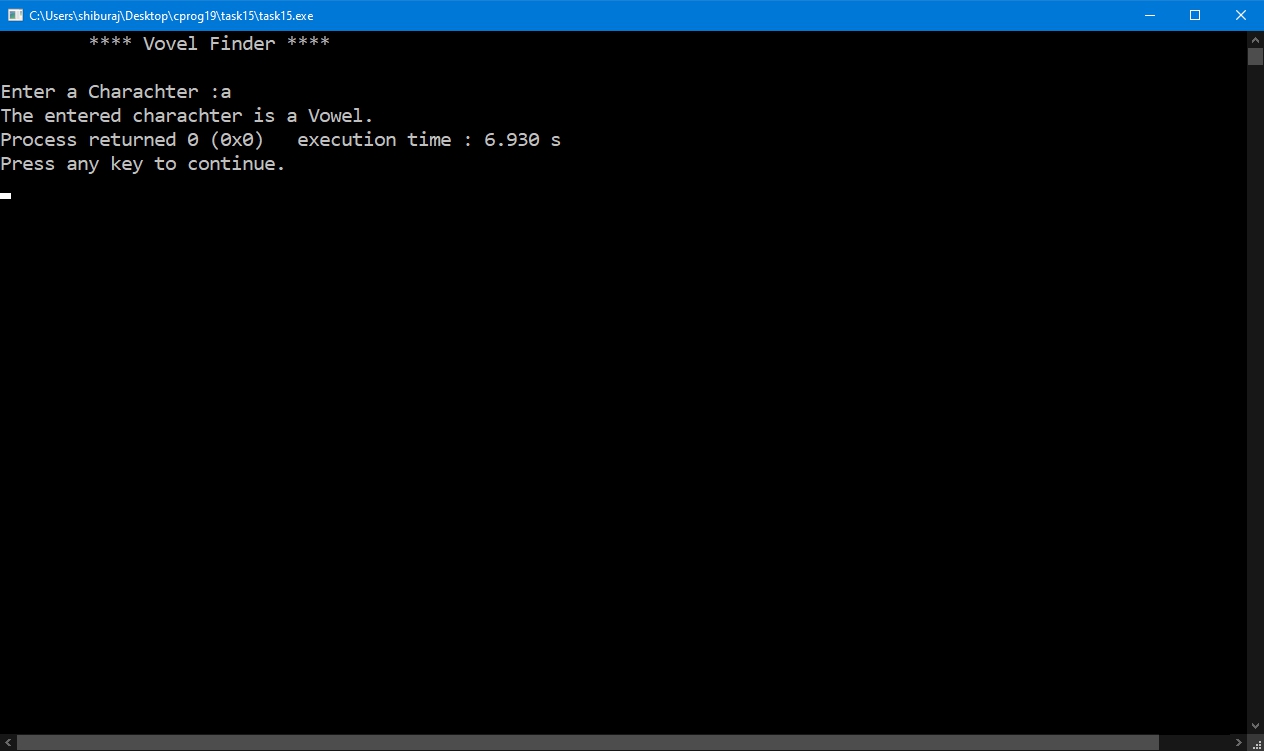 C:\Users\shiburaj\Desktop\cprog19\task15\task15.exe
**** Vovel Finder ****
Enter a Charachter :a
The entered charachter is a Vowel.
Process returned 0 (0x0)   execution time : 6.930 s
Press any key to continue.